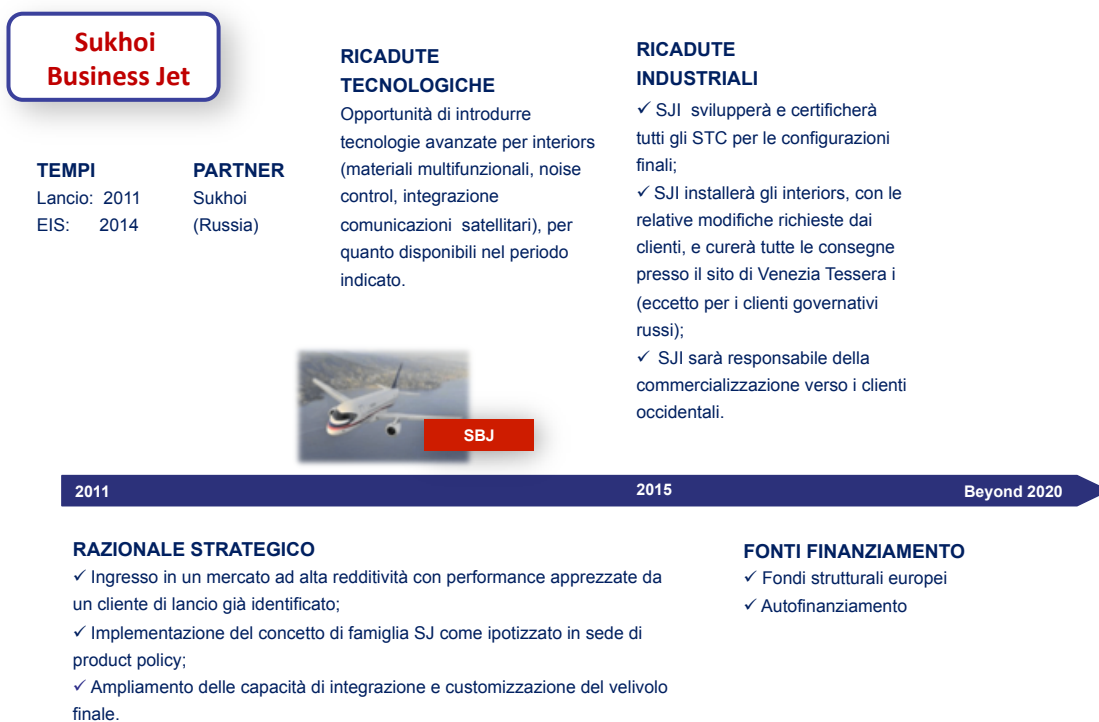 Sukhoi
Business Jet
TEMPI
Lancio: 2011
EIS: 2014
PARTNER
Sukhoi
(Russia)
RICADUTE
TECNOLOGICHE
Opportunità di introdurre
tecnologie avanzate per interiors
(materiali multifunzionali, noise
control, integrazione
comunicazioni satellitari), per
quanto disponibili nel periodo
indicato.
RICADUTE
INDUSTRIALI
✓ SJI svilupperà e certificherà
tutti gli STC per le configurazioni
finali;
✓ SJI installerà gli interiors, con le
relative modifiche richieste dai
clienti, e curerà tutte le consegne
presso il sito di Venezia Tessera i
(eccetto per i clienti governativi
russi);
✓ SJI sarà responsabile della
commercializzazione verso i clienti
occidentali.
SBJ
2011
2015
Beyond 2020
RAZIONALE STRATEGICO
✓ Ingresso in un mercato ad alta redditività con performance apprezzate da
un cliente di lancio già identificato;
✓ Implementazione del concetto di famiglia SJ come ipotizzato in sede di
product policy;
✓ Ampliamento delle capacità di integrazione e customizzazione del velivolo
finale.
FONTI FINANZIAMENTO
✓ Fondi strutturali europei
✓ Autofinanziamento